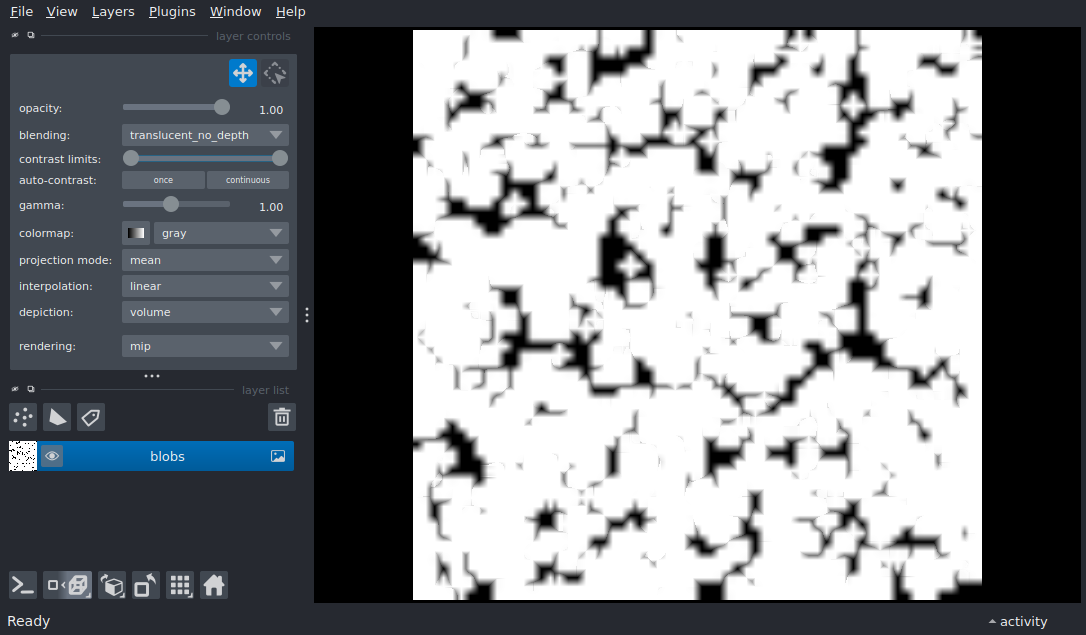 File View Layers Plugins Window Help
layer controls
opacity: 1.00
blending: translucent_no_depth
contrast limits:
auto-contrast: once continuous
gamma: 1.00
colormap: gray
projection mode: mean
interpolation: linear
depiction: volume
rendering: mip
layer list
blobs
Ready activity